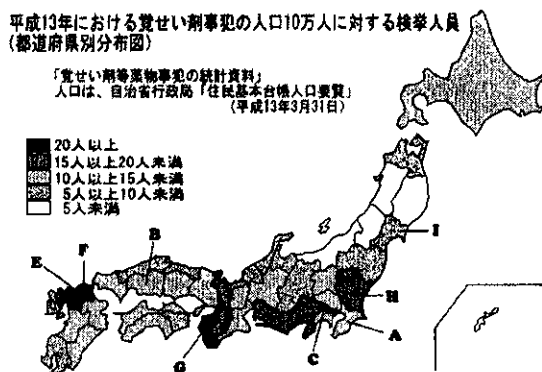 平成13年における覚せい剤事犯の人口10万人に対する検挙人員
(都道府県別分布図)
「覚せい剤等薬物事犯の統計資料」
人口は、自治省行政局「住民基本台帳人口要覧」
(平成13年3月31日)
20人以上
15人以上20人未満
10人以上15人未満
5人以上10人未満
5人未満
B
F
E
I
H
A
C
G